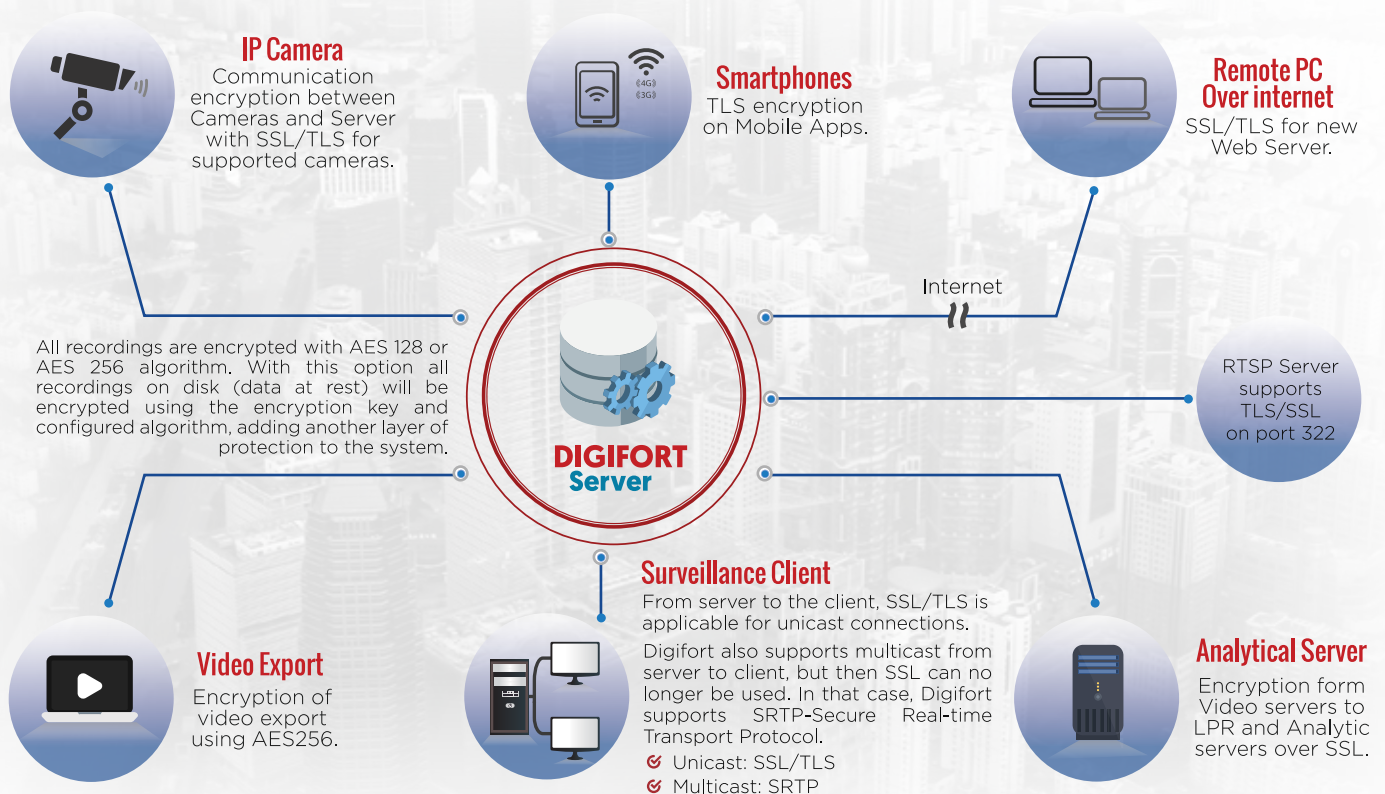 IP Camera
Communication
encryption between
Cameras and Server
with SSL/TLS for
supported cameras.
((4G))
((3G))
Smartphones
TLS encryption
on Mobile Apps.
Remote PC
Over internet
SSL/TLS for new
Web Server.
Internet
All recordings are encrypted with AES 128 or
AES 256 algorithm. With this option all
recordings on disk (data at rest) will be
encrypted using the encryption key and
configured algorithm, adding another layer of
protection to the system.
DIGIFORT
Server
RTSP Server
supports
TLS/SSL
on port 322
Video Export
Encryption of
video export
using AES256.
Surveillance Client
From server to the client, SSL/TLS is
applicable for unicast connections.
Digifort also supports multicast from
server to client, but then SSL can no
longer be used. In that case, Digifort
supports SRTP-Secure Real-time
Transport Protocol.
Unicast: SSL/TLS
Multicast: SRTP
Analytical Server
Encryption form
Video servers to
LPR and Analytic
servers over SSL.